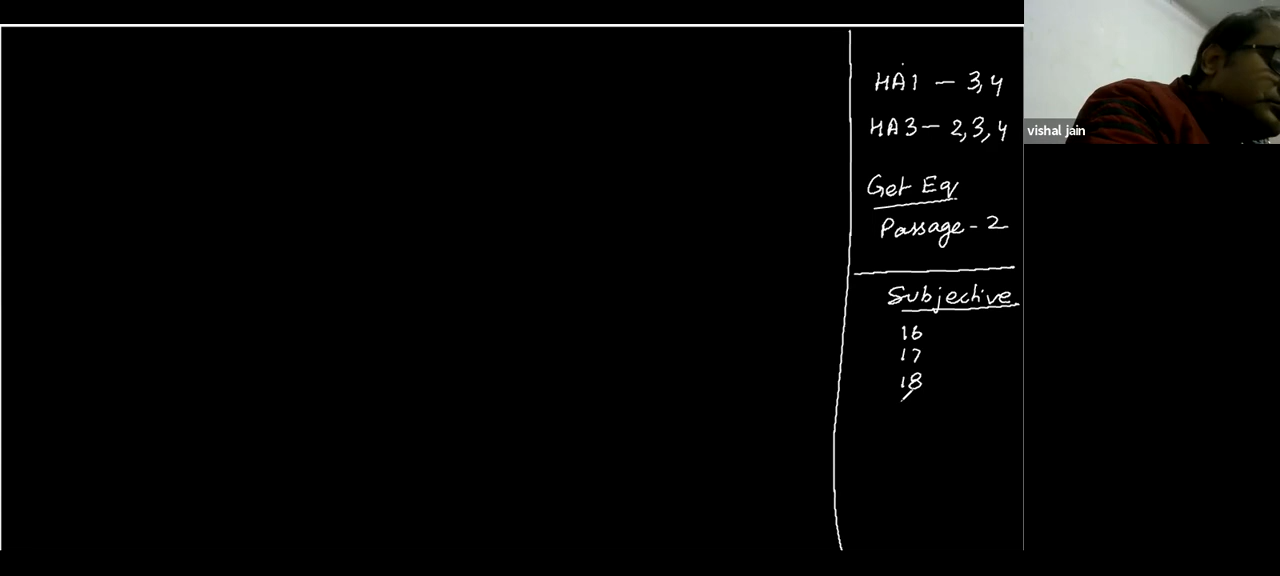 HA1 - 3,4
HA3 - 2,3,4
Get Eq
Passage - 2
Subjective
16
17
18
vishal jain